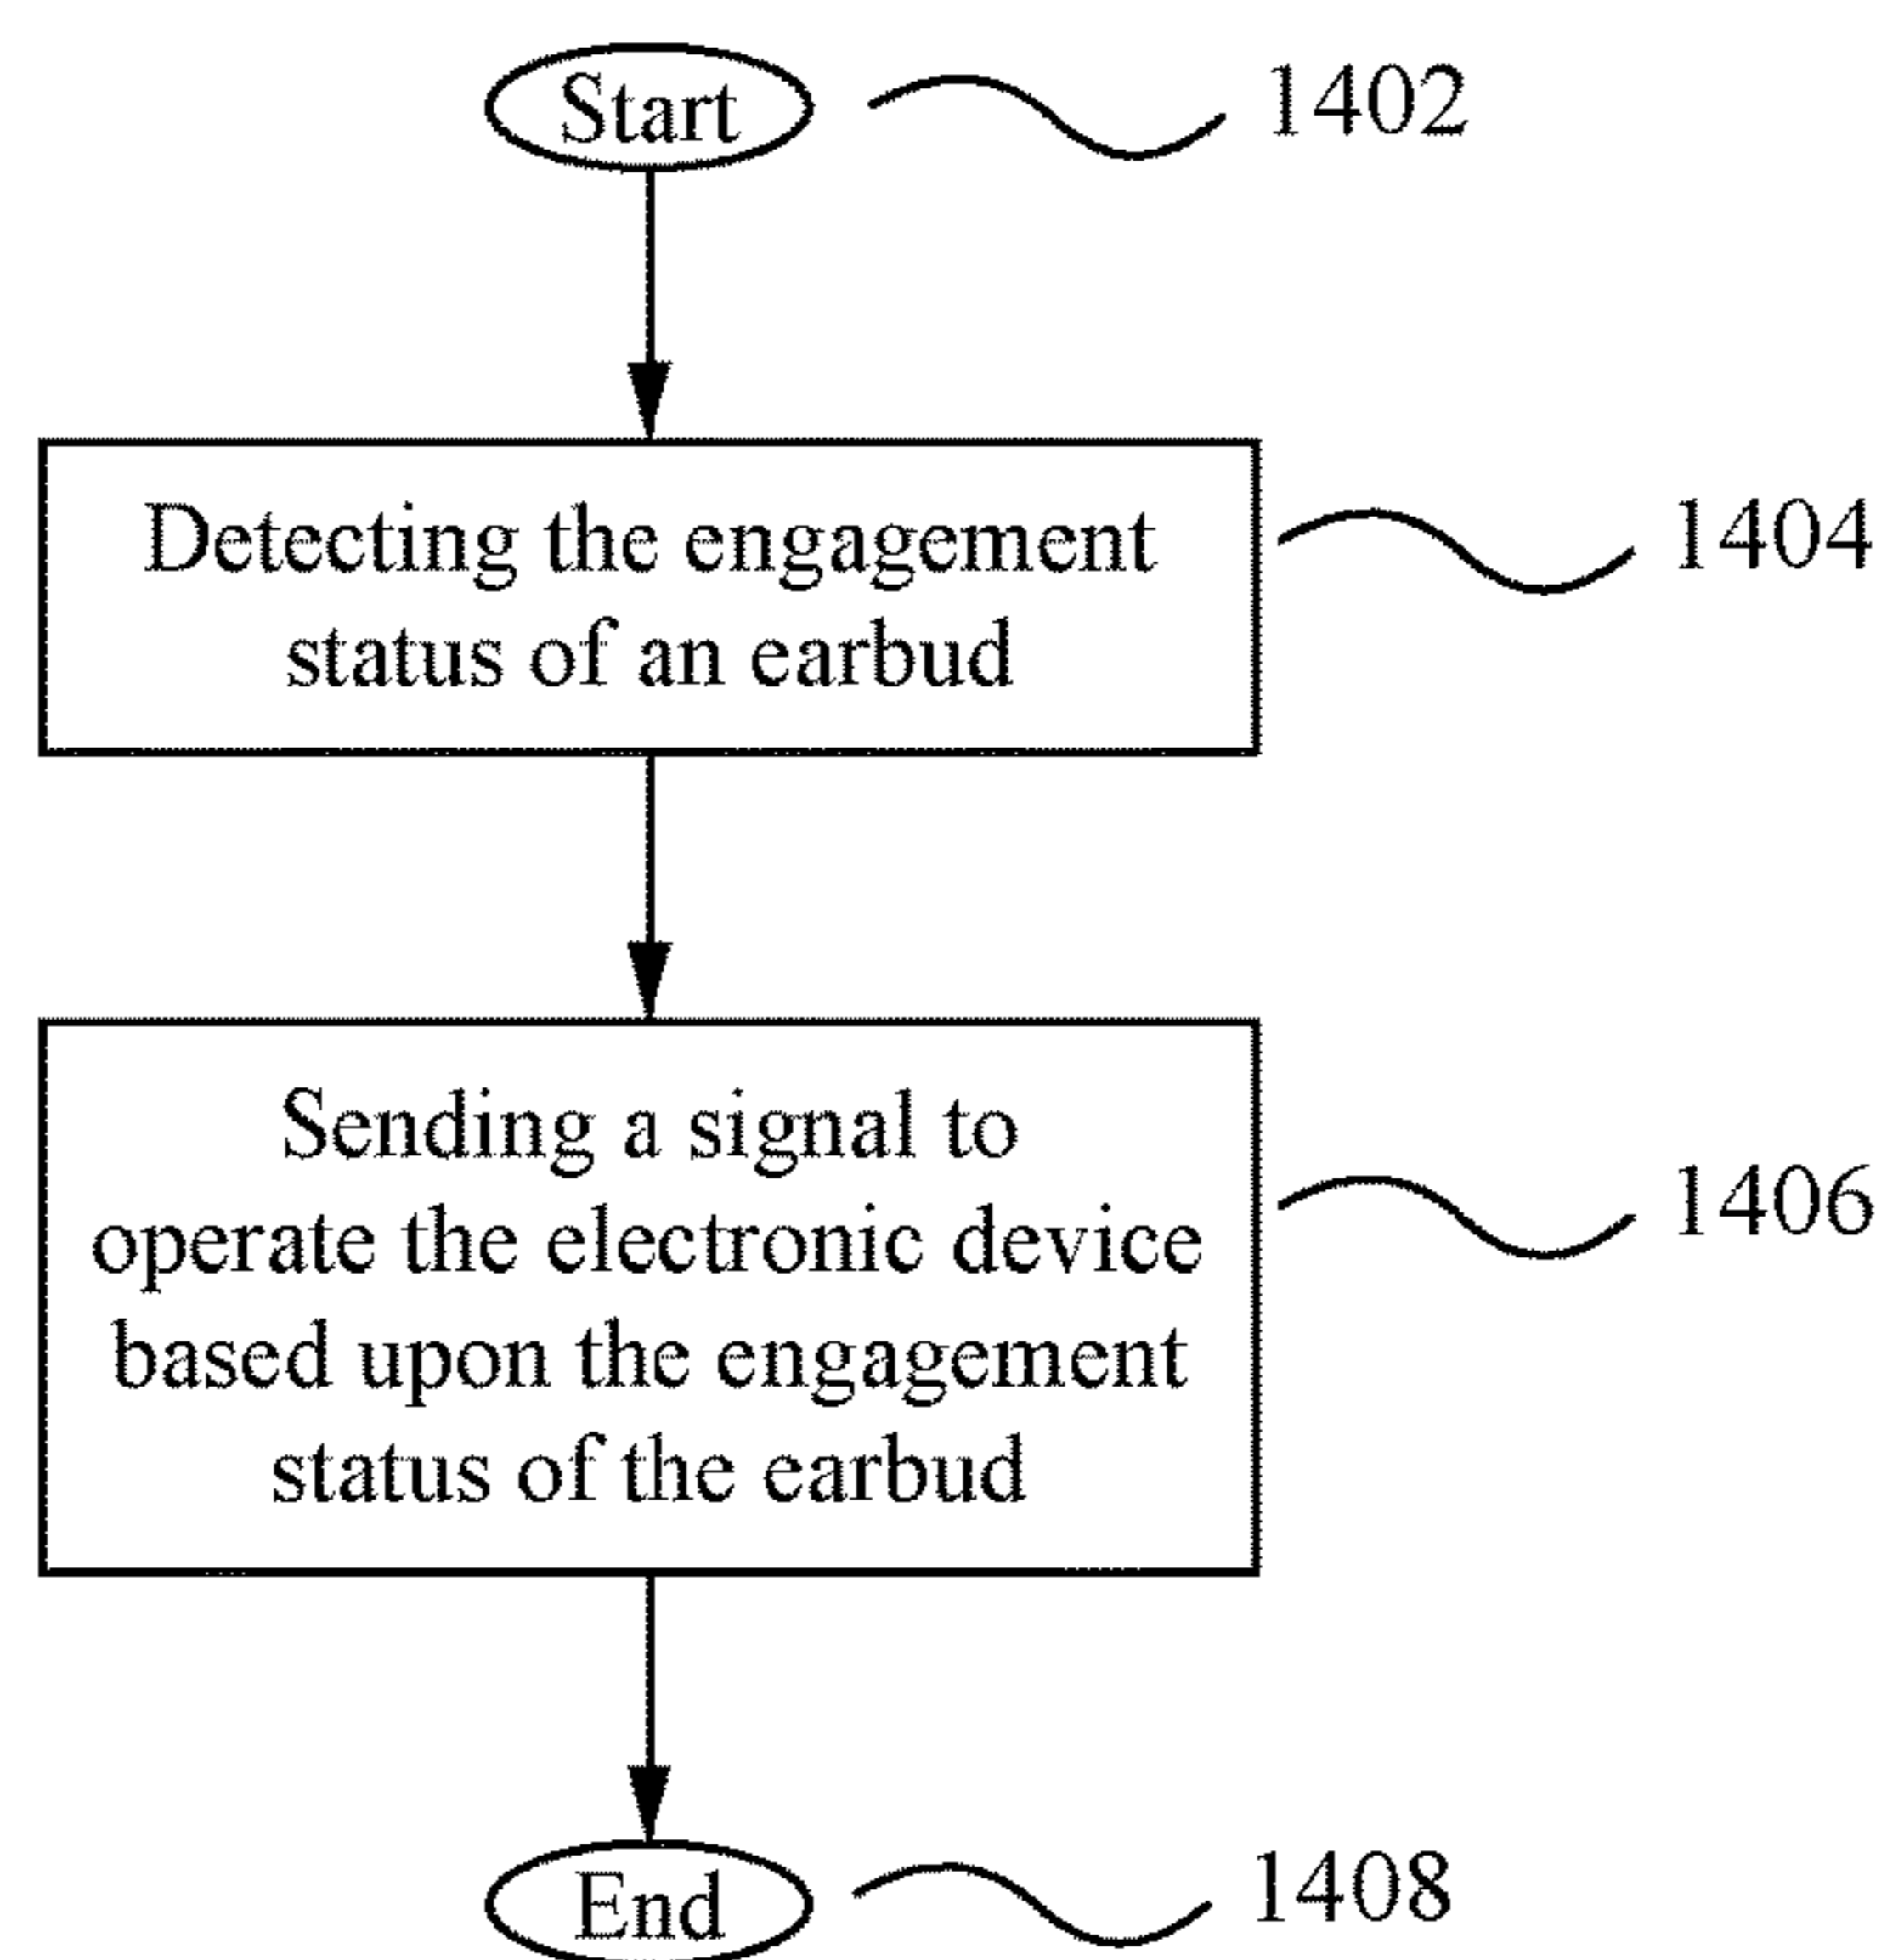 Start
1402
Detecting the engagement
status of an earbud
1404
Sending a signal to
operate the electronic device
based upon the engagement
status of the earbud
1406
End
1408